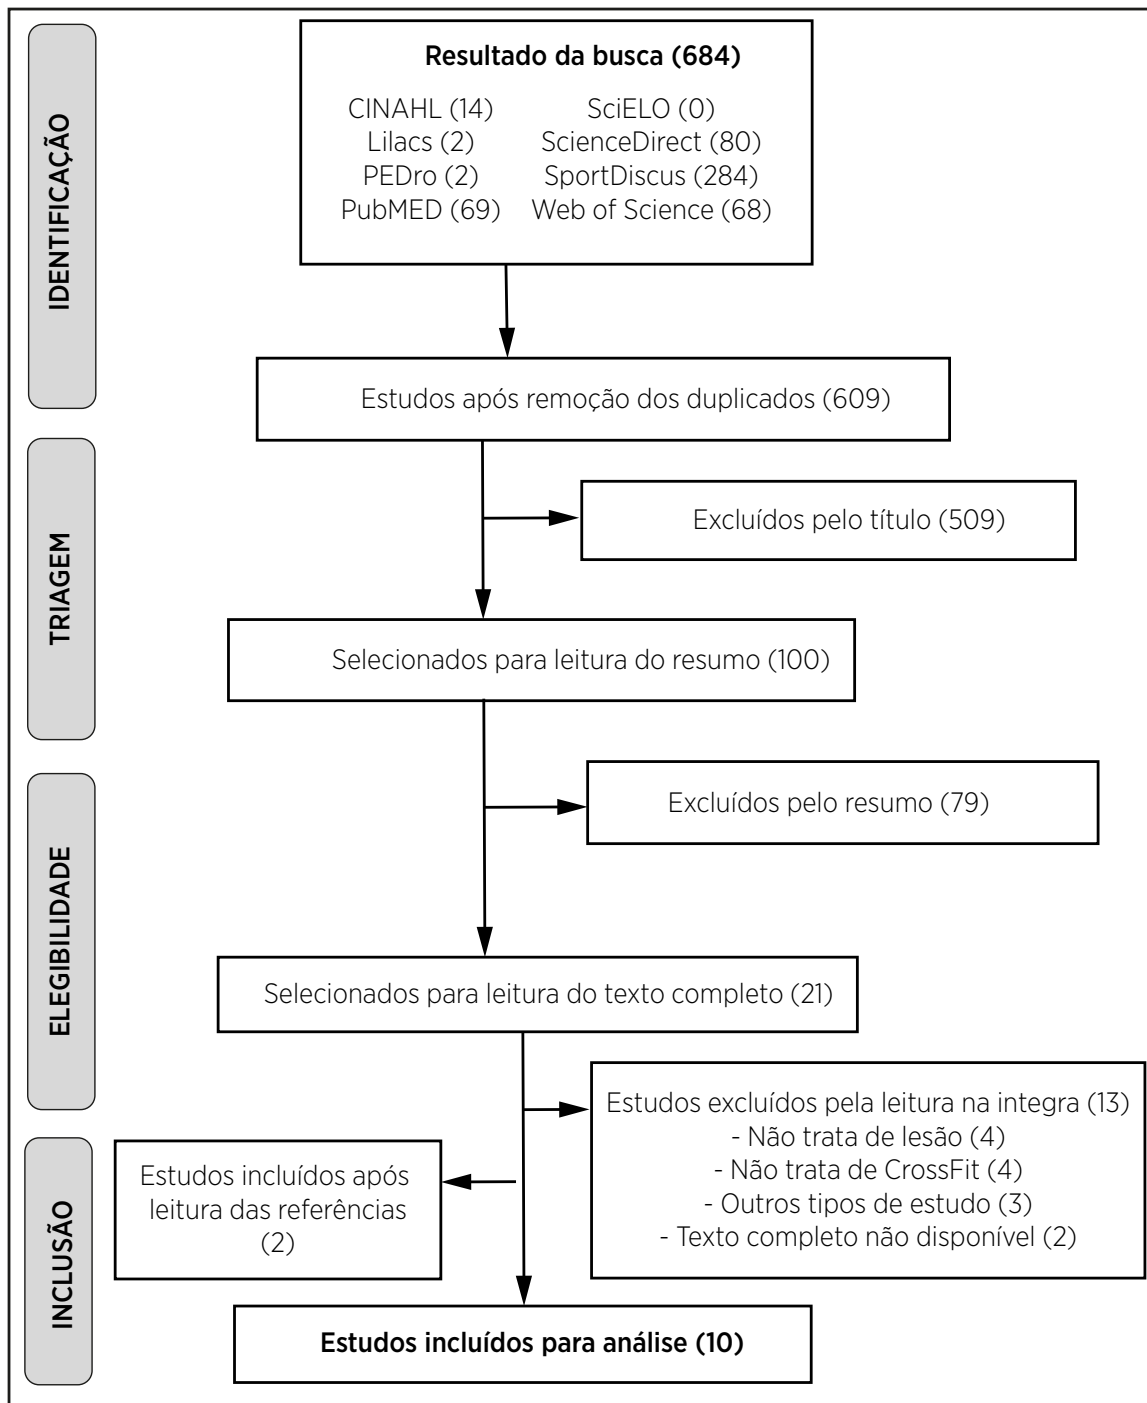 IDENTIFICAÇÃO
Resultado da busca (684)
CINAHL (14)
Lilacs (2)
PEDro (2)
PubMED (69)
SciELO (0)
ScienceDirect (80)
SportDiscus (284)
Web of Science (68)
Estudos após remoção dos duplicados (609)
TRIAGEM
Excluídos pelo título (509)
Selecionados para leitura do resumo (100)
ELEGIBILIDADE
Excluídos pelo resumo (79)
Selecionados para leitura do texto completo (21)
Estudos excluídos pela leitura na integra (13)
- Não trata de lesão (4)
- Não trata de CrossFit (4)
- Outros tipos de estudo (3)
- Texto completo não disponível (2)
INCLUSÃO
Estudos incluídos após
leitura das referências
(2)
Estudos incluídos para análise (10)